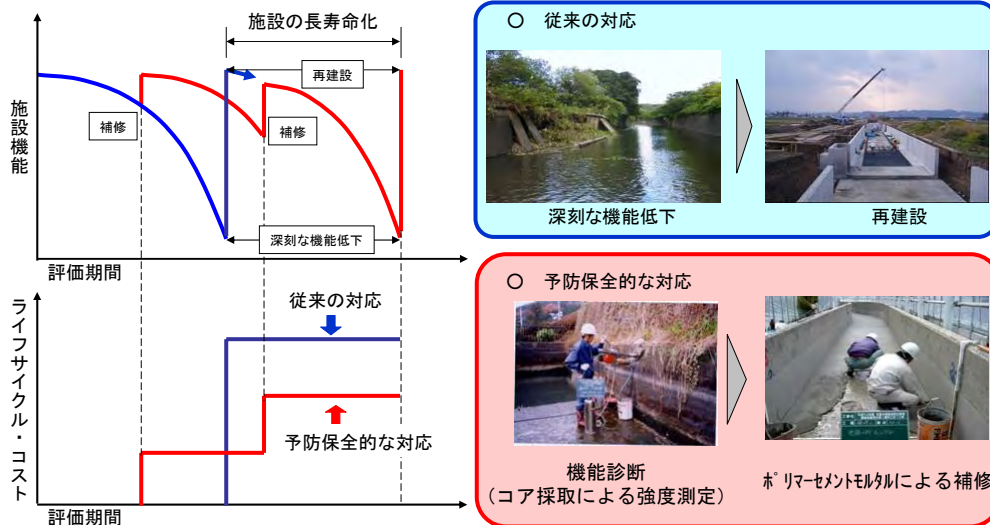 施設の長寿命化
再建設
補修
補修
深刻な機能低下
施設機能
評価期間
従来の対応
予防保全的な対応
ライフサイクル・コスト
評価期間
○ 従来の対応
深刻な機能低下
再建設
○ 予防保全的な対応
機能診断
(コア採取による強度測定)
ﾎﾟﾘﾏｰｾﾒﾝﾄﾓﾙﾀﾙによる補修